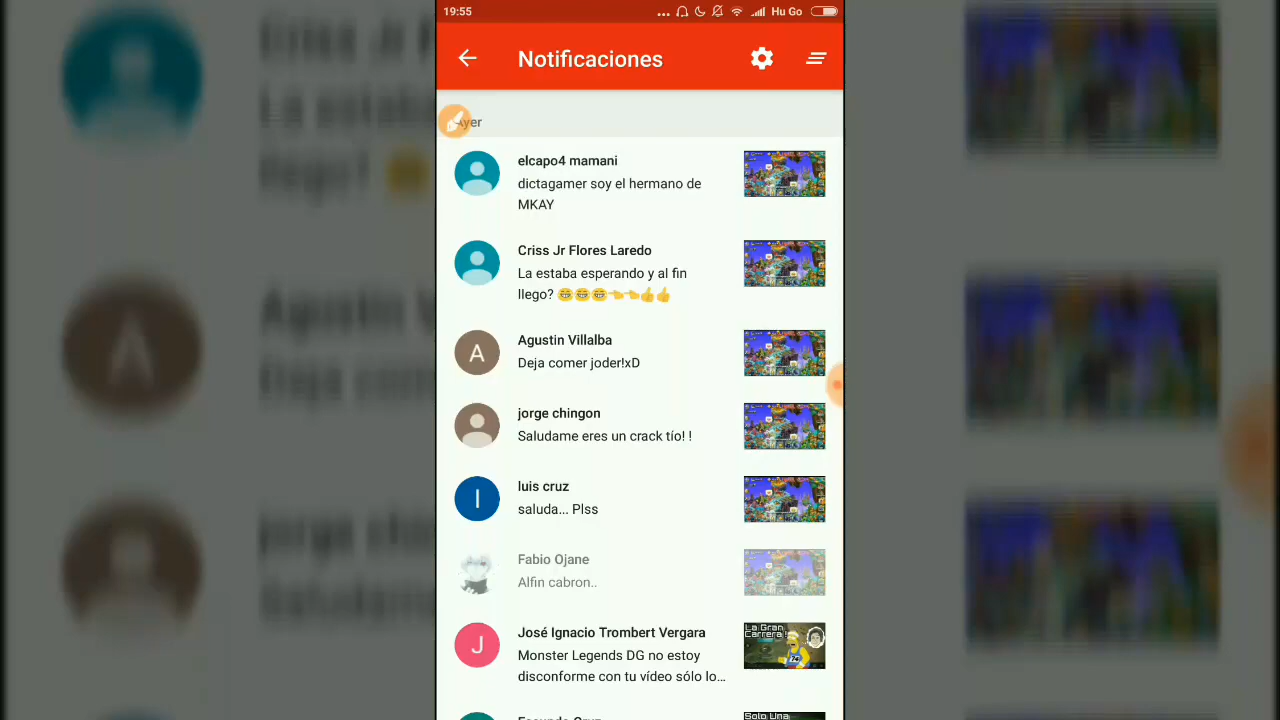 19:55
Hu Go
Notificaciones
Ayer
elcapo4 mamani
dictagamer soy el hermano de
MKAY
Criss Jr Flores Laredo
La estaba esperando y al fin
llego? 😁😁😁👈👈👍👍
Agustin Villalba
A
Deja comer joder!xD
jorge chingon
Saludame eres un crack tío! !
luis cruz
l
saluda... Plss
Fabio Ojane
Alfin cabron..
José Ignacio Trombert Vergara
J
Monster Legends DG no estoy
disconforme con tu vídeo sólo lo...
La Gran
Carrera !
Solo Una